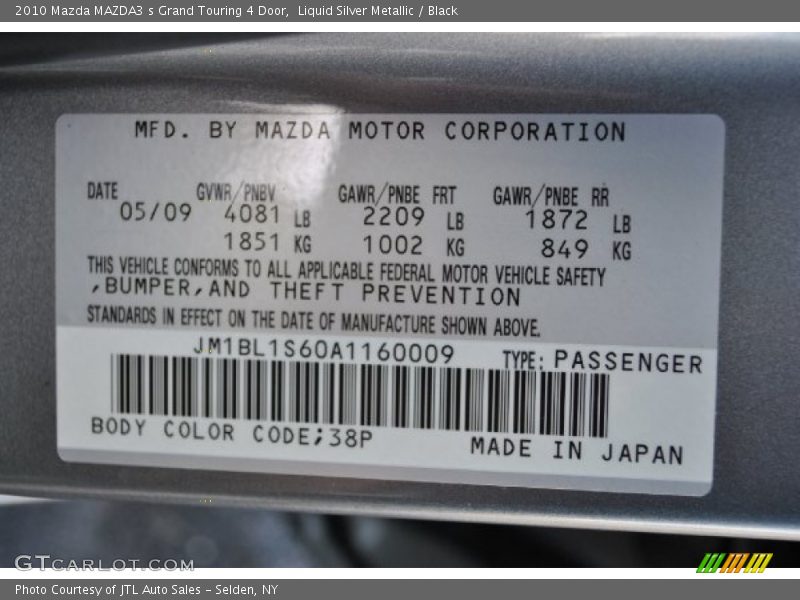 2010 Mazda MAZDA3 s Grand Touring 4 Door,  Liquid Silver Metallic / Black
MFD. BY MAZDA MOTOR CORPORATION
DATE GVWR/PNBV GAWR/PNBE FRT GAWR/PNBE RR
05/09 4081 LB 2209 LB 1872 LB
1851 KG 1002 KG 849 KG
THIS VEHICLE CONFORMS TO ALL APPLICABLE FEDERAL MOTOR VEHICLE SAFETY
,BUMPER,AND THEFT PREVENTION
STANDARDS IN EFFECT ON THE DATE OF MANUFACTURE SHOWN ABOVE.
JM1BL1S60A1160009 TYPE: PASSENGER
BODY COLOR CODE;38P MADE IN JAPAN
GTCARLOT.COM
Photo Courtesy of JTL Auto Sales – Selden, NY